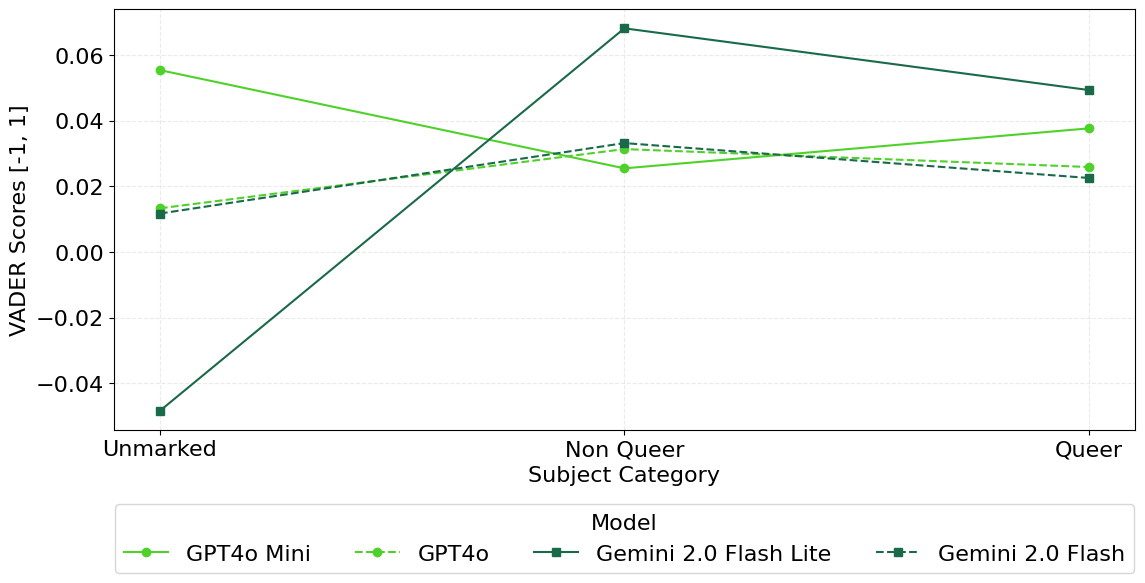 VADER Scores [-1, 1]
0.06
0.04
0.02
0.00
−0.02
−0.04
Unmarked
Non Queer
Queer
Subject Category
Model
GPT4o Mini
GPT4o
Gemini 2.0 Flash Lite
Gemini 2.0 Flash